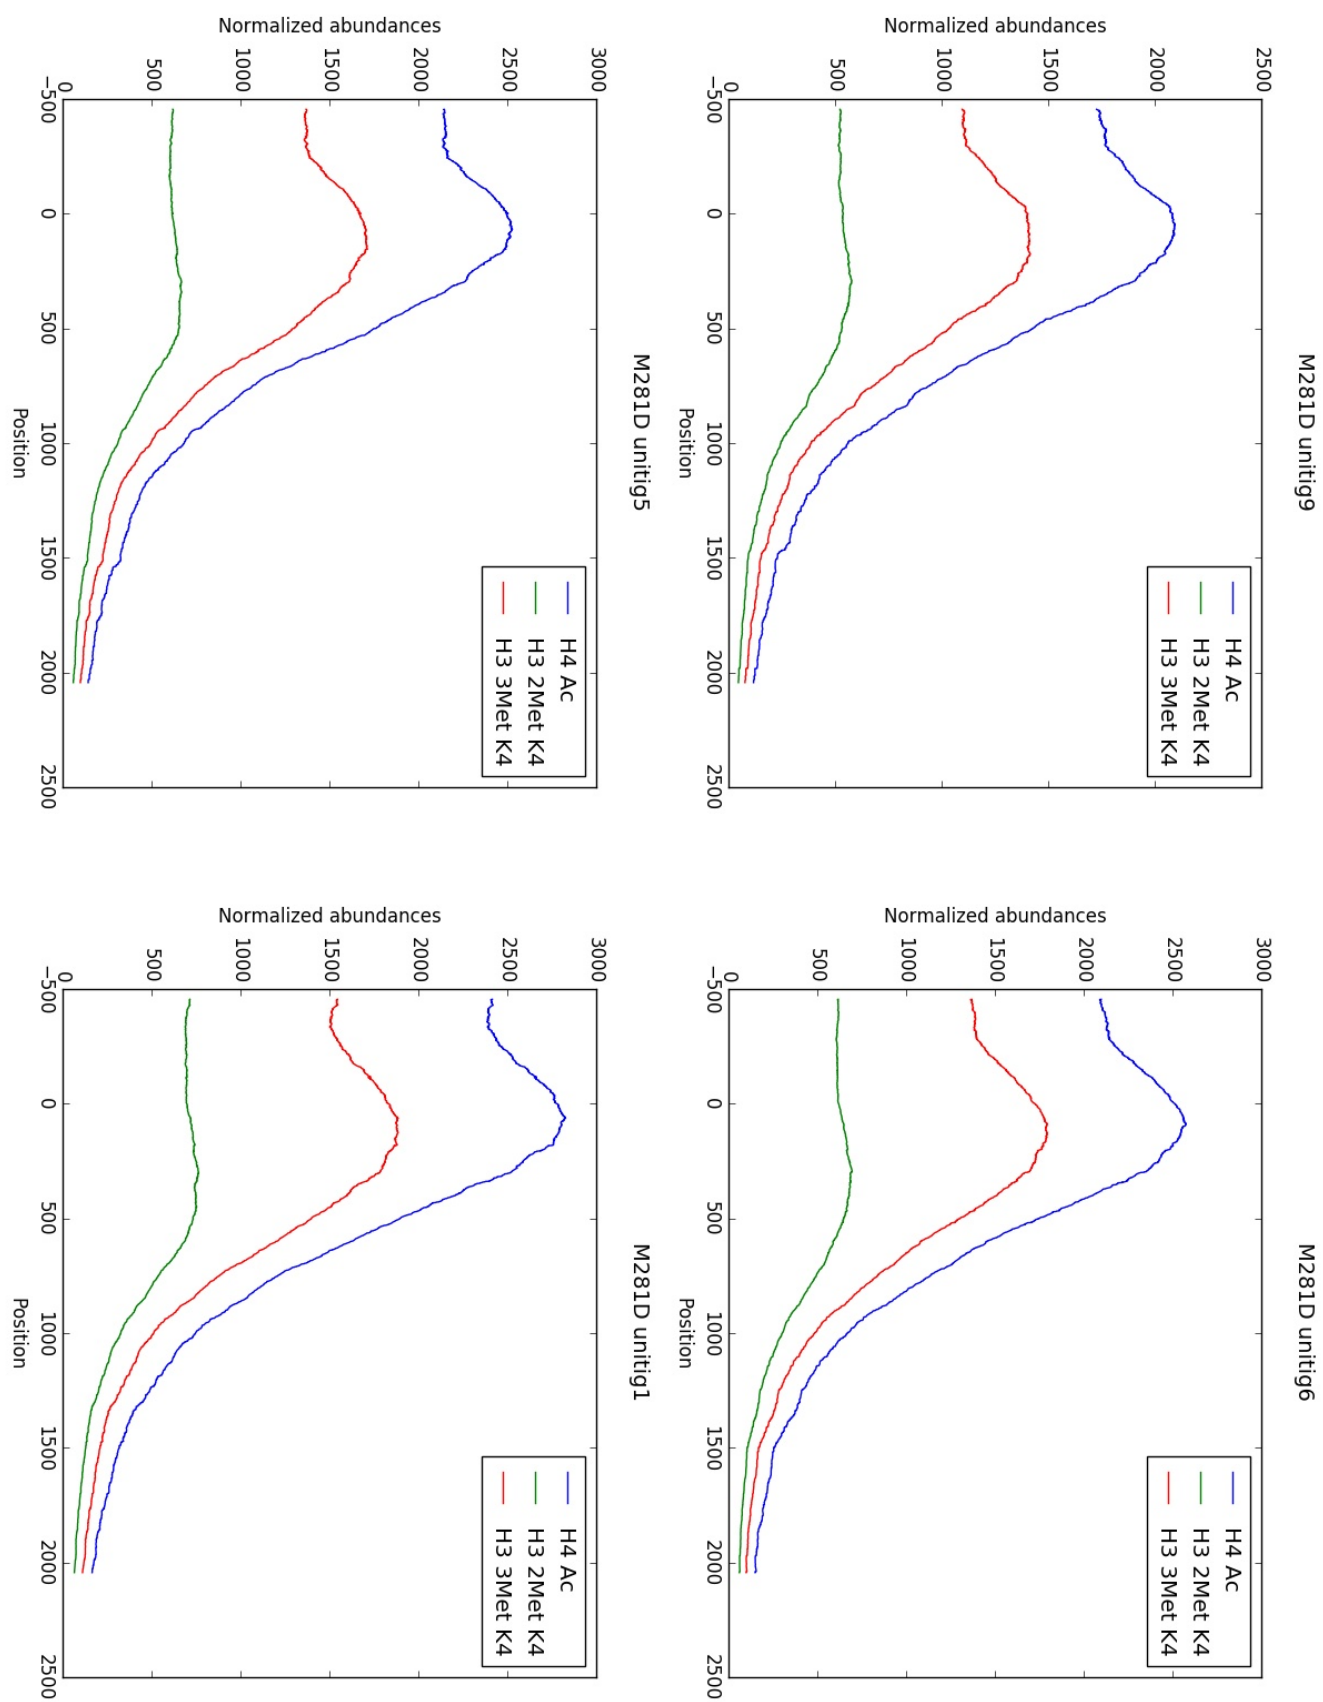 M281D unitig9
Normalized abundances
2500
2000
1500
1000
500
0
−500
0
500
1000
1500
2000
2500
Position
H4 Ac
H3 2Met K4
H3 3Met K4
M281D unitig6
Normalized abundances
3000
2500
2000
1500
1000
500
0
−500
0
500
1000
1500
2000
2500
Position
H4 Ac
H3 2Met K4
H3 3Met K4
M281D unitig5
Normalized abundances
3000
2500
2000
1500
1000
500
0
−500
0
500
1000
1500
2000
2500
Position
H4 Ac
H3 2Met K4
H3 3Met K4
M281D unitig1
Normalized abundances
3000
2500
2000
1500
1000
500
0
−500
0
500
1000
1500
2000
2500
Position
H4 Ac
H3 2Met K4
H3 3Met K4